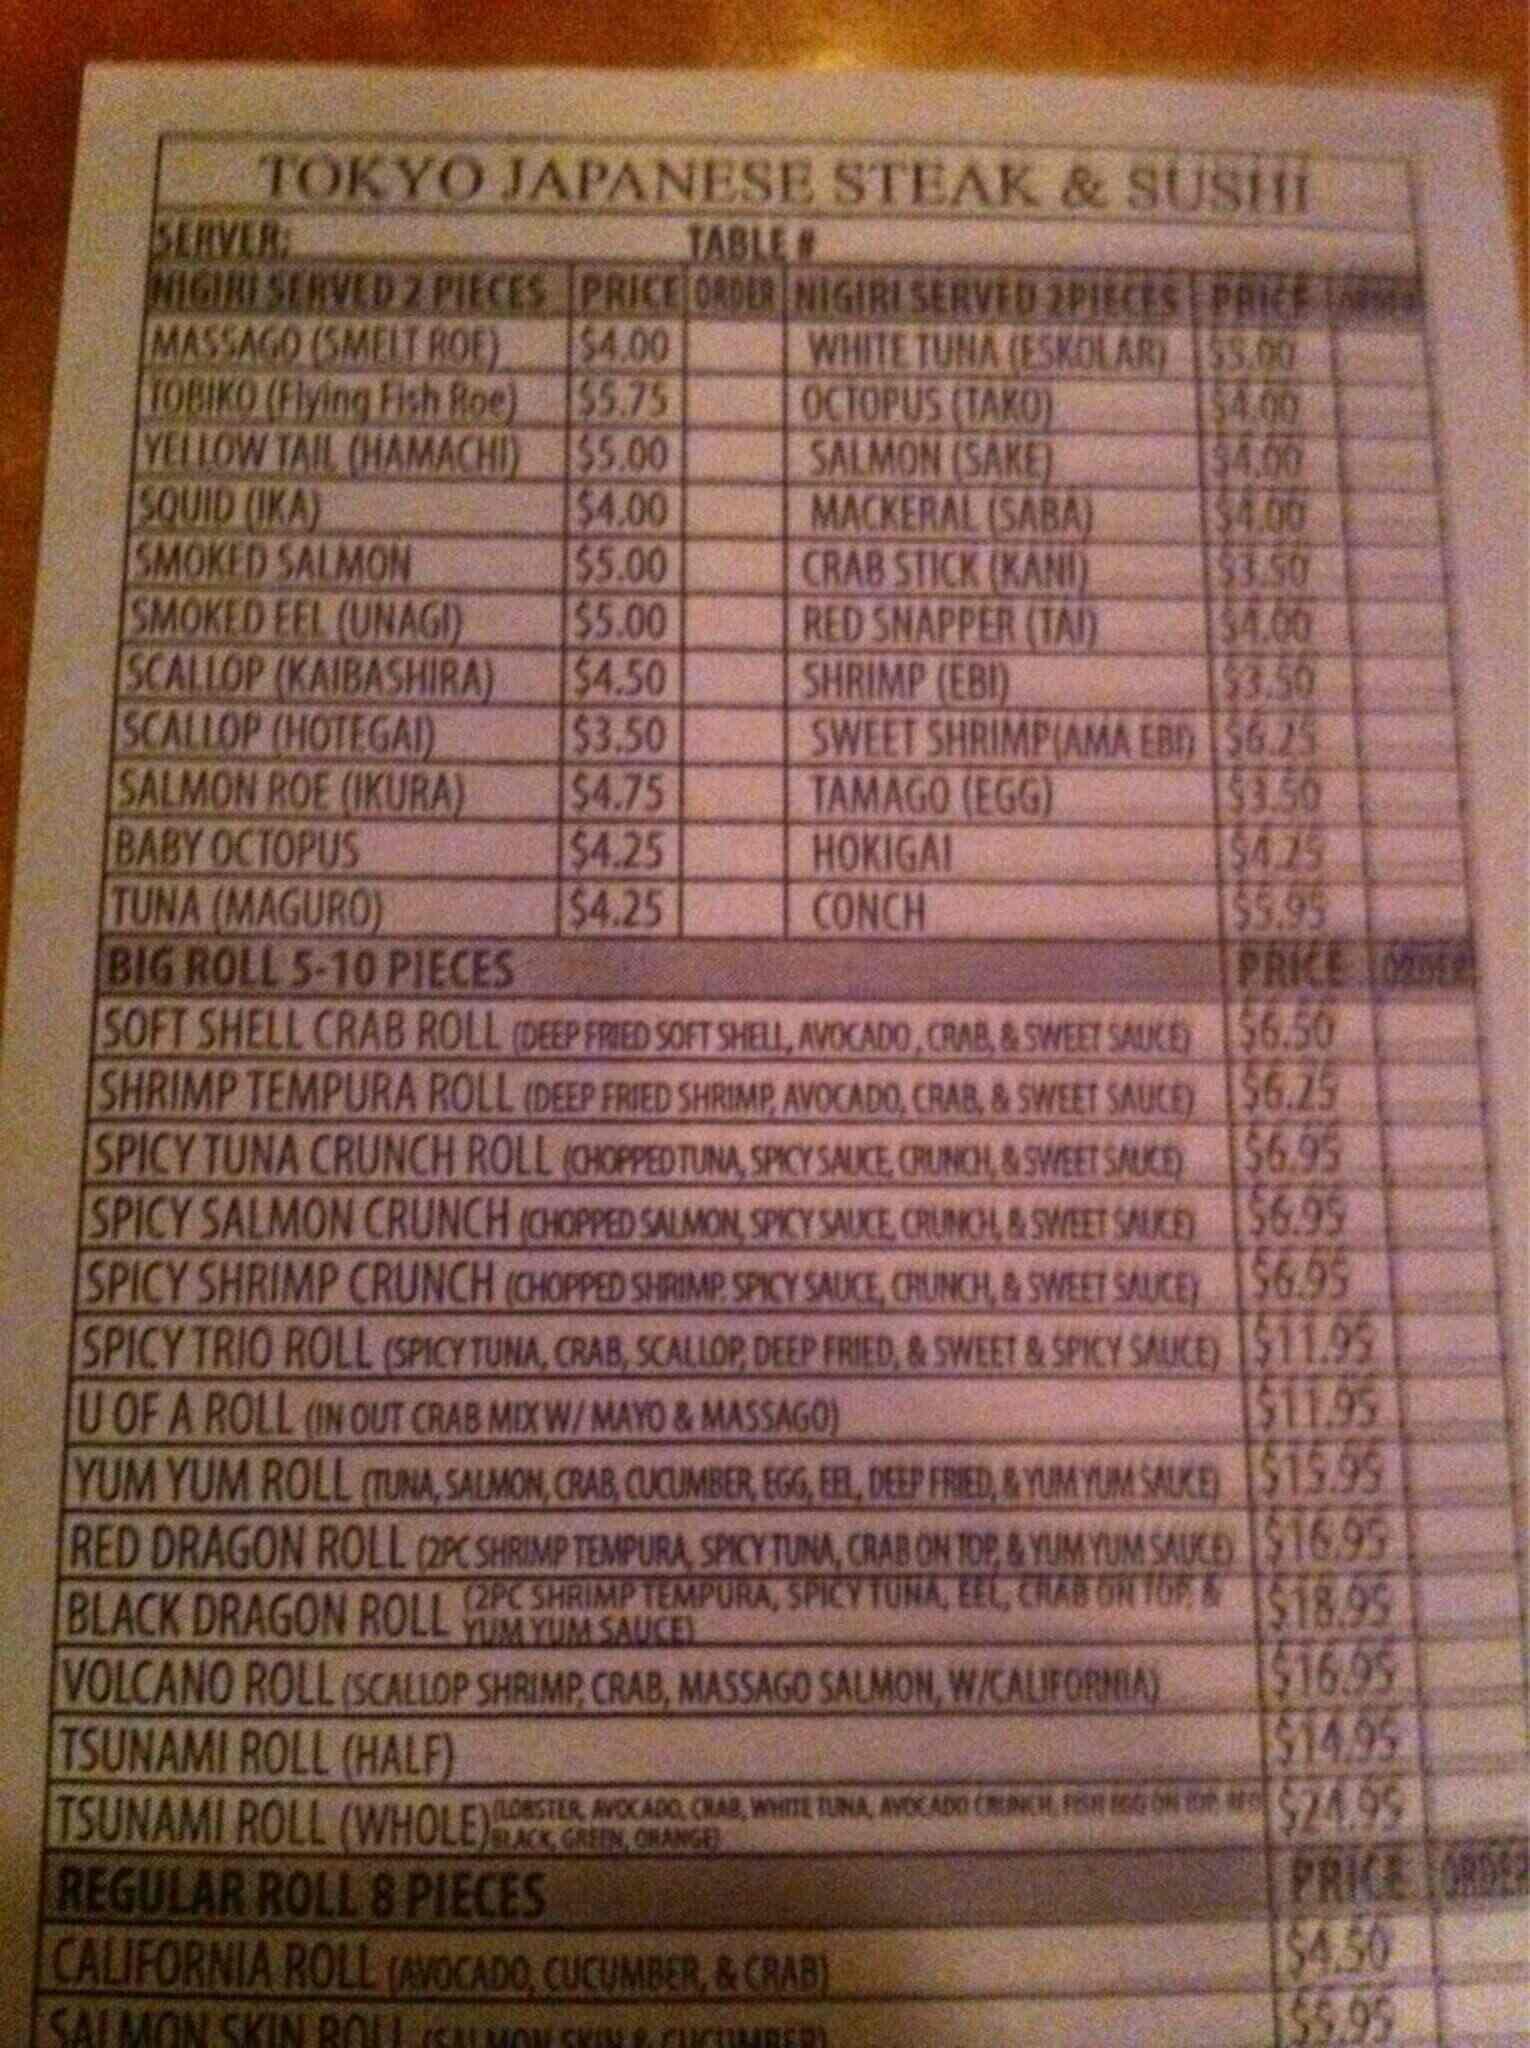 TOKYO JAPANESE STEAK & SUSHI
SERVER: TABLE #
NIGIRI SERVED 2 PIECES PRICE ORDER NIGIRI SERVED 2PIECES PRICE ORDER
MASSAGO (SMELT ROE) $4.00 WHITE TUNA (ESKOLAR) $5.00
TOBIKO (Flying Fish Roe) $5.75 OCTOPUS (TAKO) $4.00
YELLOW TAIL (HAMACHI) $5.00 SALMON (SAKE) $4.00
SQUID (IKA) $4.00 MACKERAL (SABA) $4.00
SMOKED SALMON $5.00 CRAB STICK (KANI) $3.50
SMOKED EEL (UNAGI) $5.00 RED SNAPPER (TAI) $4.00
SCALLOP (KAIBASHIRA) $4.50 SHRIMP (EBI) $3.50
SCALLOP (HOTEGAI) $3.50 SWEET SHRIMP(AMA EBI) $6.25
SALMON ROE (IKURA) $4.75 TAMAGO (EGG) $3.50
BABY OCTOPUS $4.25 HOKIGAI $4.25
TUNA (MAGURO) $4.25 CONCH $5.95
BIG ROLL 5-10 PIECES PRICE ORDER
SOFT SHELL CRAB ROLL (DEEP FRIED SOFT SHELL, AVOCADO, CRAB, & SWEET SAUCE) $6.50
SHRIMP TEMPURA ROLL (DEEP FRIED SHRIMP, AVOCADO, CRAB, & SWEET SAUCE) $6.25
SPICY TUNA CRUNCH ROLL (CHOPPED TUNA, SPICY SAUCE, CRUNCH, & SWEET SAUCE) $6.95
SPICY SALMON CRUNCH (CHOPPED SALMON, SPICY SAUCE, CRUNCH, & SWEET SAUCE) $6.95
SPICY SHRIMP CRUNCH (CHOPPED SHRIMP, SPICY SAUCE, CRUNCH, & SWEET SAUCE) $6.95
SPICY TRIO ROLL (SPICY TUNA, CRAB, SCALLOP, DEEP FRIED, & SWEET & SPICY SAUCE) $11.95
U OF A ROLL (IN OUT CRAB MIX W/ MAYO & MASSAGO) $11.95
YUM YUM ROLL (TUNA, SALMON, CRAB, CUCUMBER, EGG, EEL, DEEP FRIED, & YUM YUM SAUCE) $15.95
RED DRAGON ROLL (2PC SHRIMP TEMPURA, SPICY TUNA, CRAB ON TOP, & YUM YUM SAUCE) $16.95
BLACK DRAGON ROLL (2PC SHRIMP TEMPURA, SPICY TUNA, EEL, CRAB ON TOP, & YUM YUM SAUCE) $18.95
VOLCANO ROLL (SCALLOP SHRIMP, CRAB, MASSAGO SALMON, W/CALIFORNIA) $16.95
TSUNAMI ROLL (HALF) $14.95
TSUNAMI ROLL (WHOLE) (LOBSTER, AVOCADO, CRAB, WHITE TUNA, AVOCADO CRUNCH, FISH EGG ON TOP, RED BLACK, GREEN, ORANGE) $24.95
REGULAR ROLL 8 PIECES PRICE ORDER
CALIFORNIA ROLL (AVOCADO, CUCUMBER, & CRAB) $4.50
SALMON SKIN ROLL (SALMON SKIN & CUCUMBER) $5.95